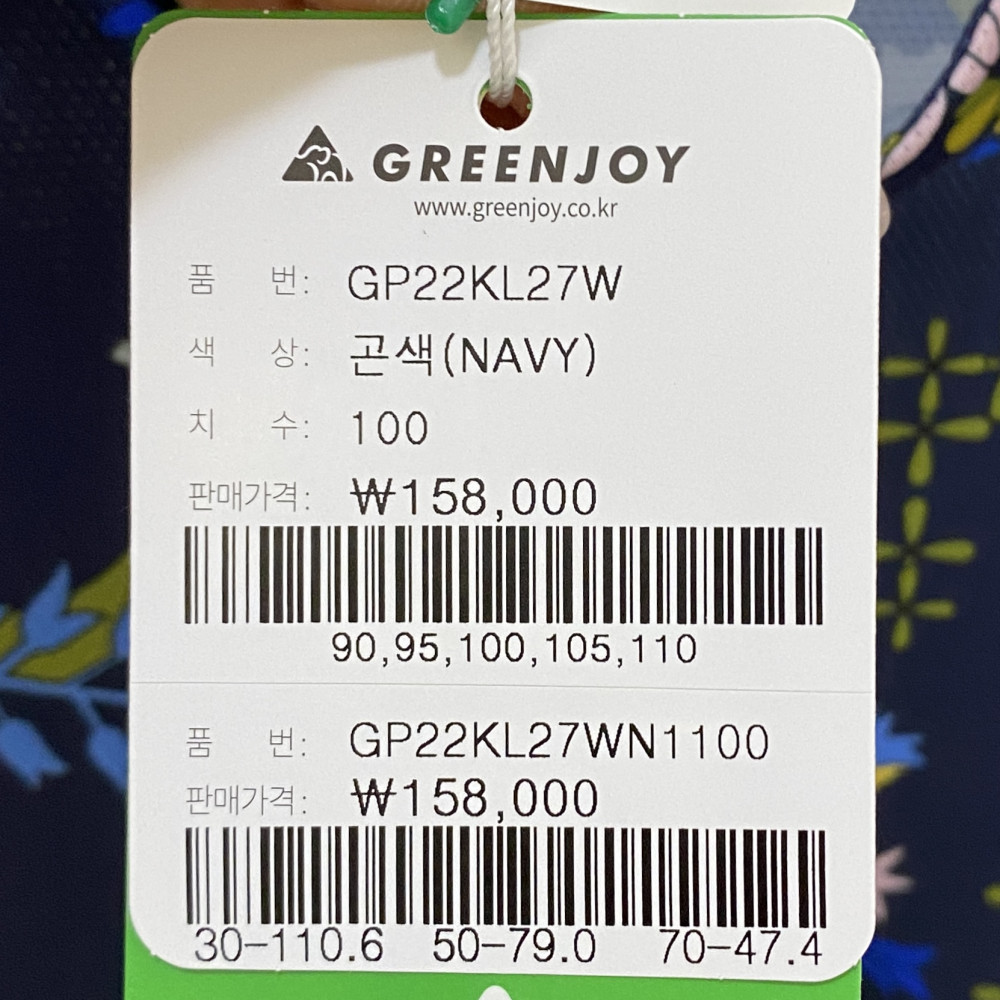 GREENJOY
www.greenjoy.co.kr
품 번: GP22KL27W
색 상: 곤색(NAVY)
치 수: 100
판매가격: ₩158,000
90,95,100,105,110
품 번: GP22KL27WN1100
판매가격: ₩158,000
30-110.6 50-79.0 70-47.4